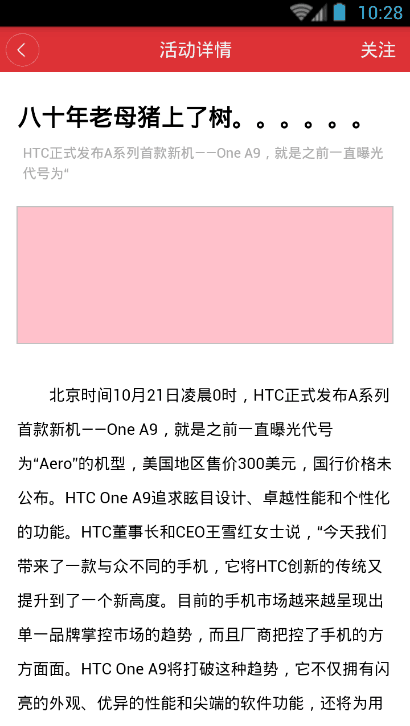 10:28
活动详情
关注
八十年老母猪上了树。。。。。。
HTC正式发布A系列首款新机——One A9，就是之前一直曝光
代号为“
北京时间10月21日凌晨0时，HTC正式发布A系列
首款新机——One A9，就是之前一直曝光代号
为“Aero”的机型，美国地区售价300美元，国行价格未
公布。HTC One A9追求眩目设计、卓越性能和个性化
的功能。HTC董事长和CEO王雪红女士说，“今天我们
带来了一款与众不同的手机，它将HTC创新的传统又
提升到了一个新高度。目前的手机市场越来越呈现出
单一品牌掌控市场的趋势，而且厂商把控了手机的方
方面面。HTC One A9将打破这种趋势，它不仅拥有闪
亮的外观、优异的性能和尖端的软件功能，还将为用